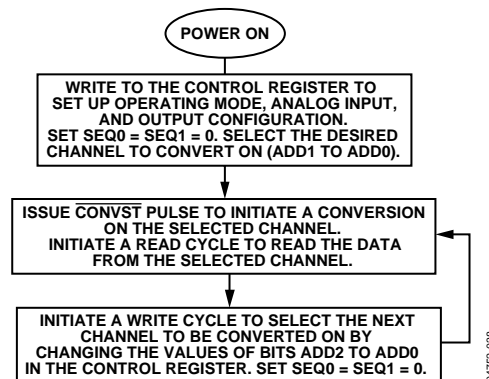 POWER ON
WRITE TO THE CONTROL REGISTER TO
SET UP OPERATING MODE, ANALOG INPUT,
AND OUTPUT CONFIGURATION.
SET SEQ0 = SEQ1 = 0. SELECT THE DESIRED
CHANNEL TO CONVERT ON (ADD1 TO ADD0).
ISSUE CONVST PULSE TO INITIATE A CONVERSION
ON THE SELECTED CHANNEL.
INITIATE A READ CYCLE TO READ THE DATA
FROM THE SELECTED CHANNEL.
INITIATE A WRITE CYCLE TO SELECT THE NEXT
CHANNEL TO BE CONVERTED ON BY
CHANGING THE VALUES OF BITS ADD2 TO ADD0
IN THE CONTROL REGISTER. SET SEQ0 = SEQ1 = 0.